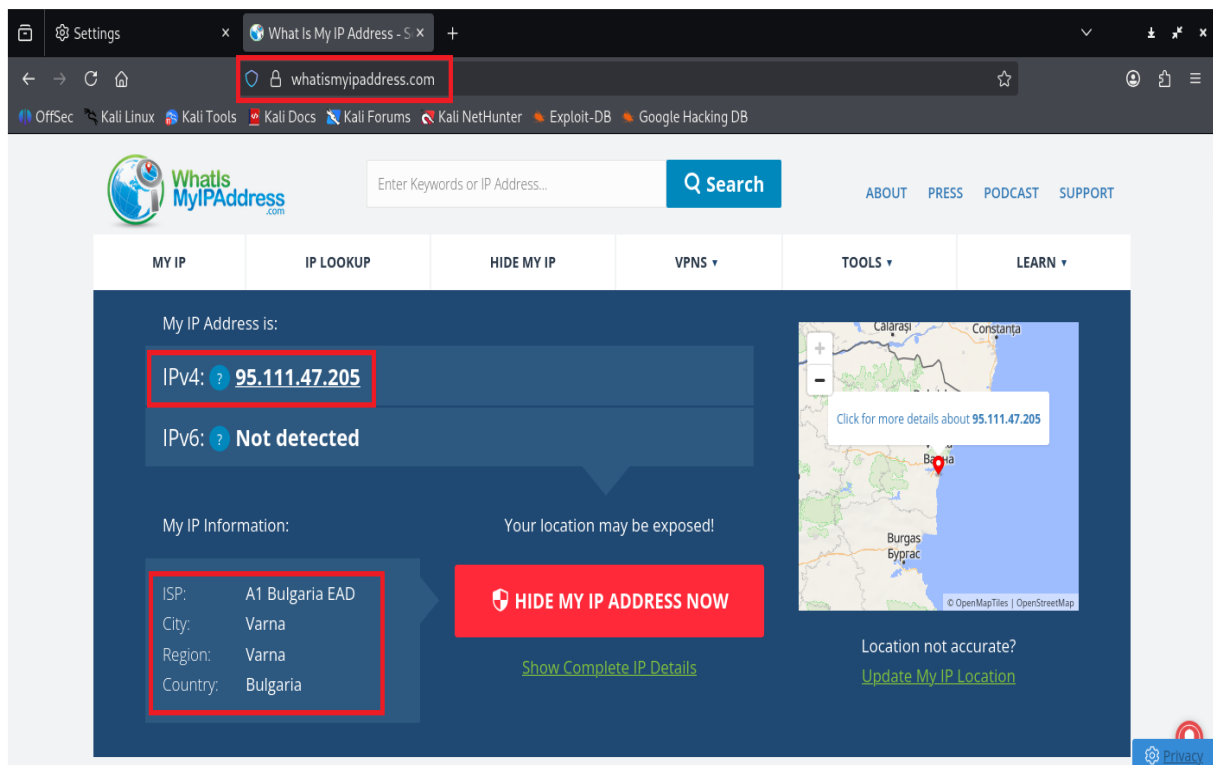 Settings
What Is My IP Address - S
whatismyipaddress.com
OffSec Kali Linux Kali Tools Kali Docs Kali Forums Kali NetHunter Exploit-DB Google Hacking DB
WhatIs
MyIPAddress
.com
Enter Keywords or IP Address...
Search
ABOUT PRESS PODCAST SUPPORT
MY IP IP LOOKUP HIDE MY IP VPNS ▾ TOOLS ▾ LEARN ▾
My IP Address is:
IPv4: ? 95.111.47.205
IPv6: ? Not detected
Călărași Constanța
+
−
Click for more details about 95.111.47.205
Burgas
Бургас
© OpenMapTiles | OpenStreetMap
My IP Information:
ISP: A1 Bulgaria EAD
City: Varna
Region: Varna
Country: Bulgaria
Your location may be exposed!
HIDE MY IP ADDRESS NOW
Show Complete IP Details
Location not accurate?
Update My IP Location
Privacy